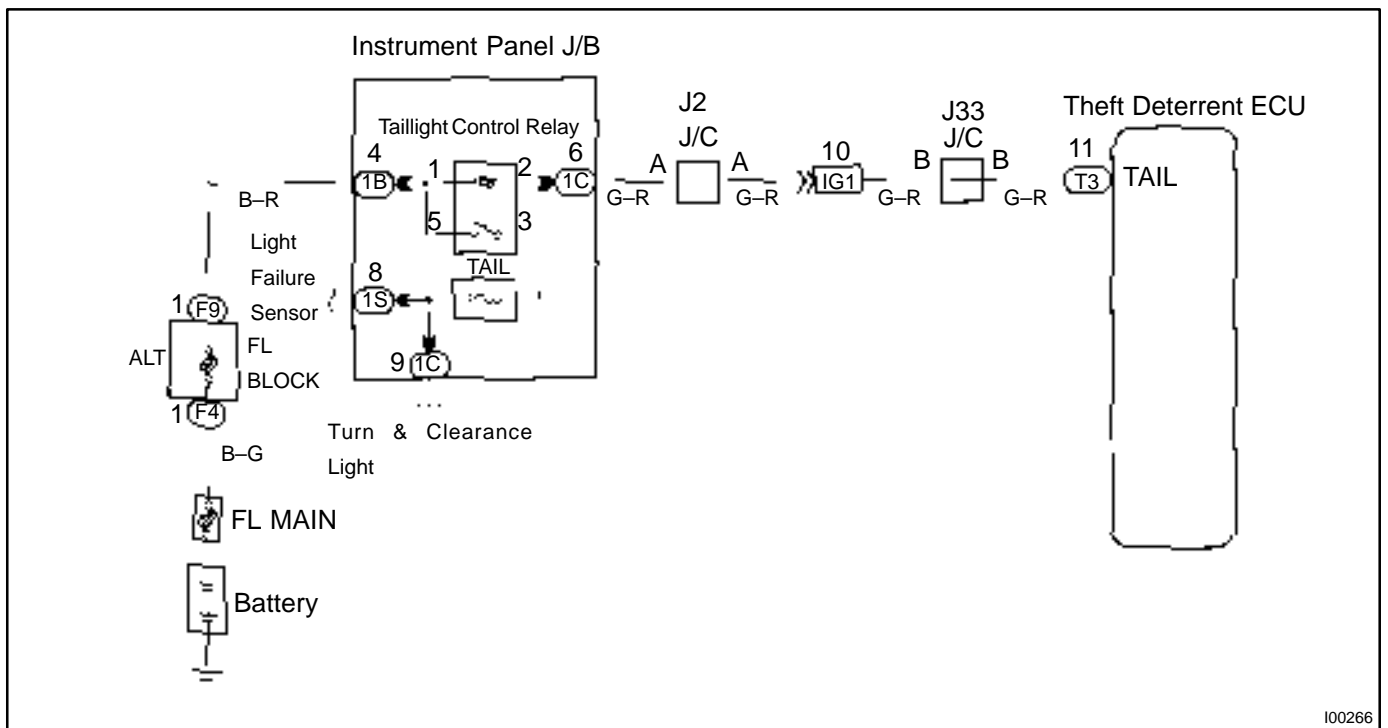 Instrument Panel J/B
Taillight Control Relay
J2
J/C
J33
J/C
Theft Deterrent ECU
4
1B
1
2
6
1C
A
A
10
IG1
B
B
11
T3
TAIL
B–R
G–R
G–R
G–R
G–R
5
3
Light
Failure
Sensor
8
1S
TAIL
1
F9
ALT
FL
BLOCK
9
1C
1
F4
...
Turn & Clearance
Light
B–G
FL MAIN
Battery
I00266